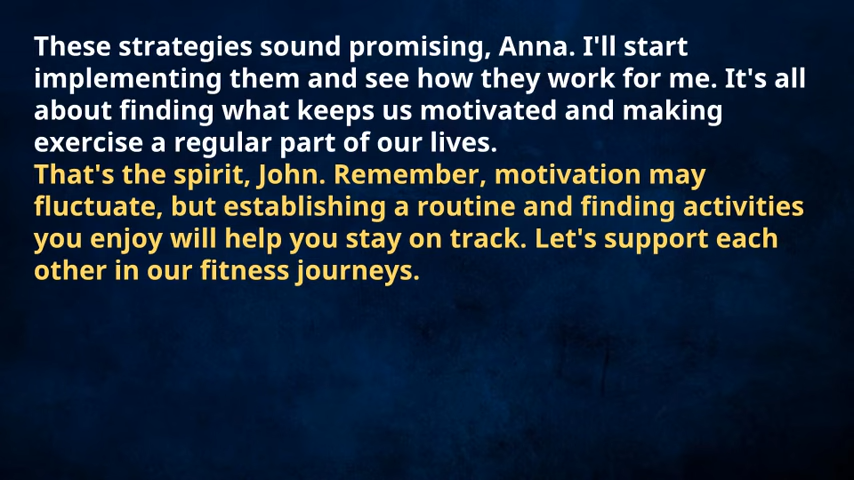 These strategies sound promising, Anna. I'll start
implementing them and see how they work for me. It's all
about finding what keeps us motivated and making
exercise a regular part of our lives.
That's the spirit, John. Remember, motivation may
fluctuate, but establishing a routine and finding activities
you enjoy will help you stay on track. Let's support each
other in our fitness journeys.